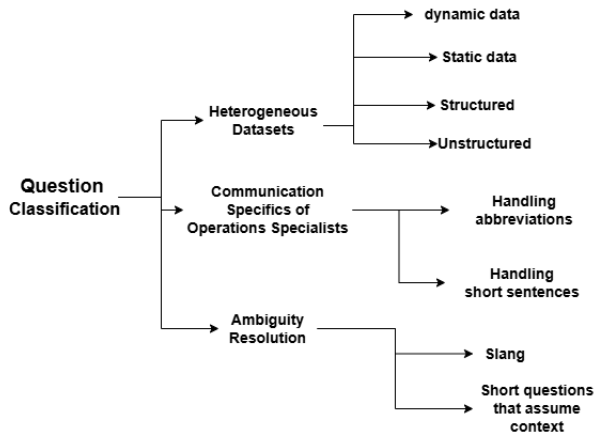 Question
Classification
Heterogeneous
Datasets
dynamic data
Static data
Structured
Unstructured
Communication
Specifics of
Operations Specialists
Handling
abbreviations
Handling
short sentences
Ambiguity
Resolution
Slang
Short questions
that assume
context